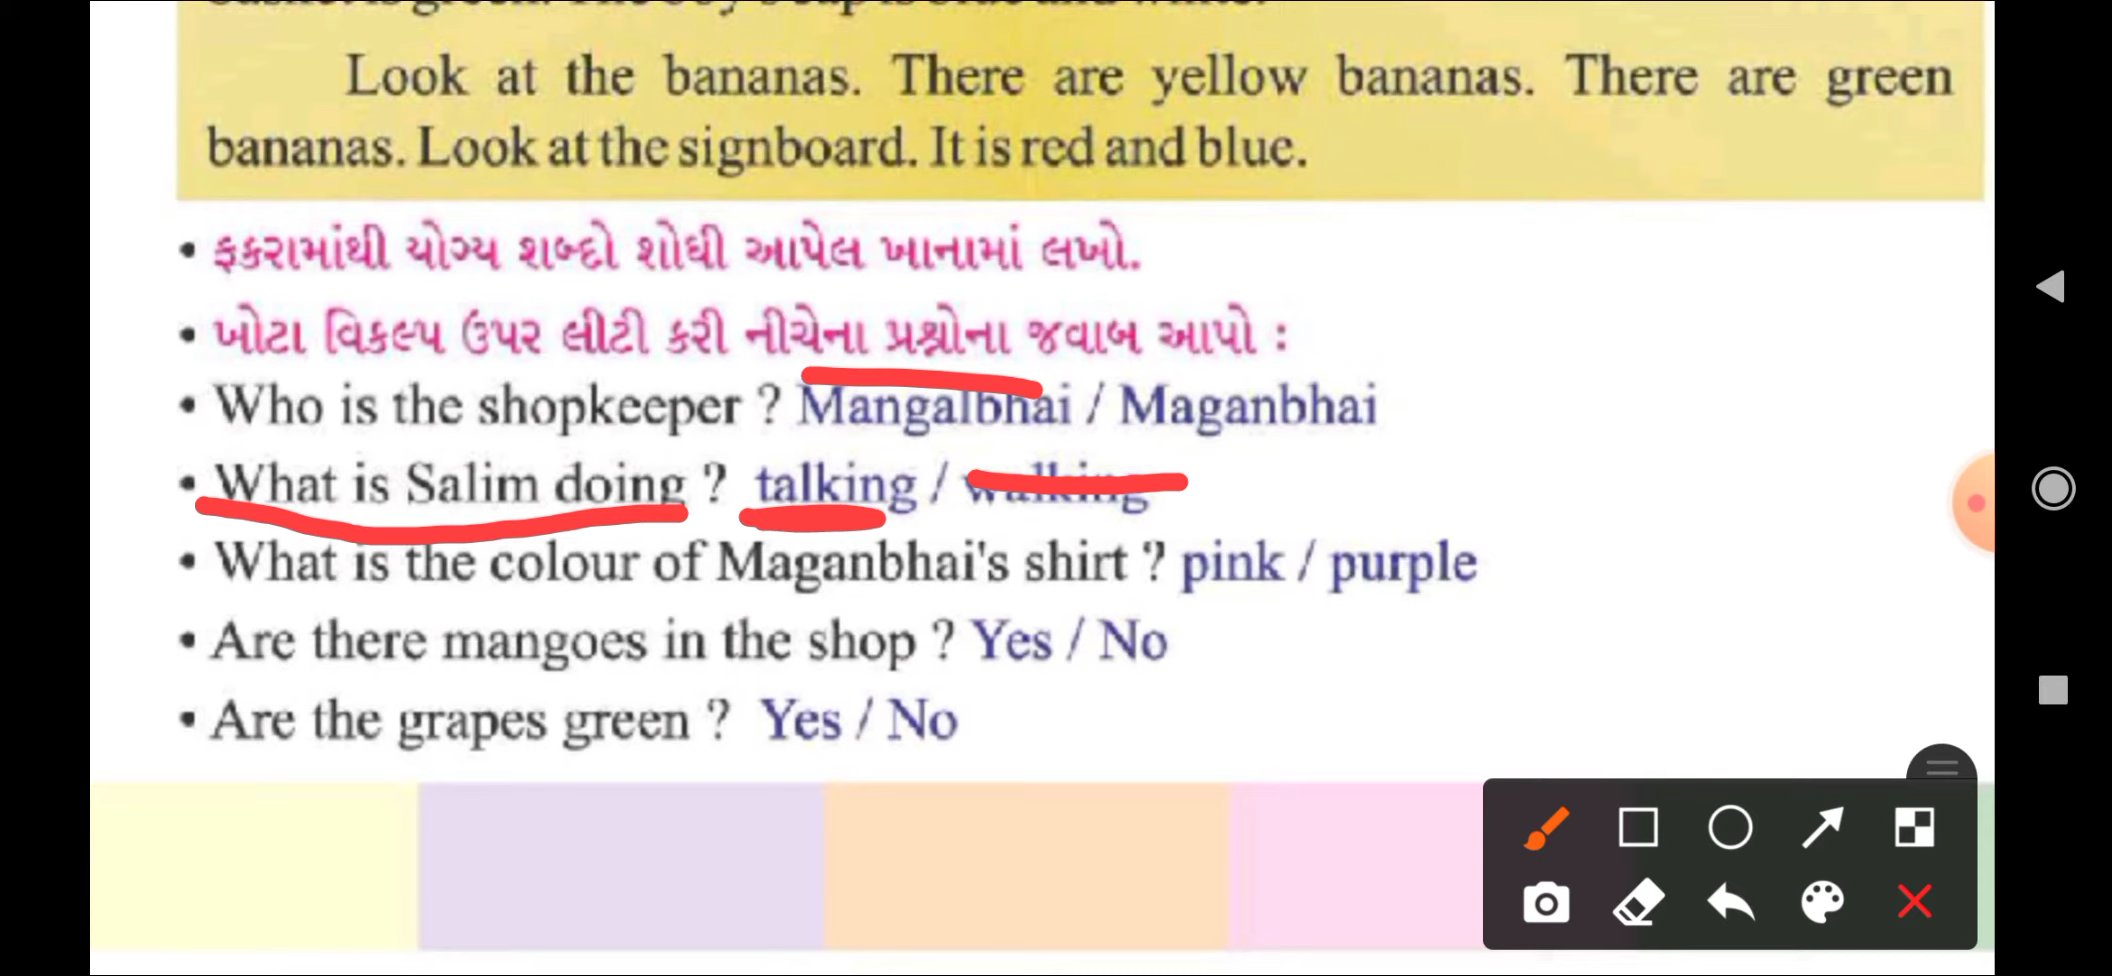 Look at the bananas. There are yellow bananas. There are green
bananas. Look at the signboard. It is red and blue.
• ફકરામાંથી યોગ્ય શબ્દો શોધી આપેલ ખાનામાં લખો.
• ખોટા વિકલ્પ ઉપર લીટી કરી નીચેના પ્રશ્નોના જવાબ આપો :
• Who is the shopkeeper ? Mangalbhai / Maganbhai
• What is Salim doing ? talking / walking
• What is the colour of Maganbhai's shirt ? pink / purple
• Are there mangoes in the shop ? Yes / No
• Are the grapes green ? Yes / No